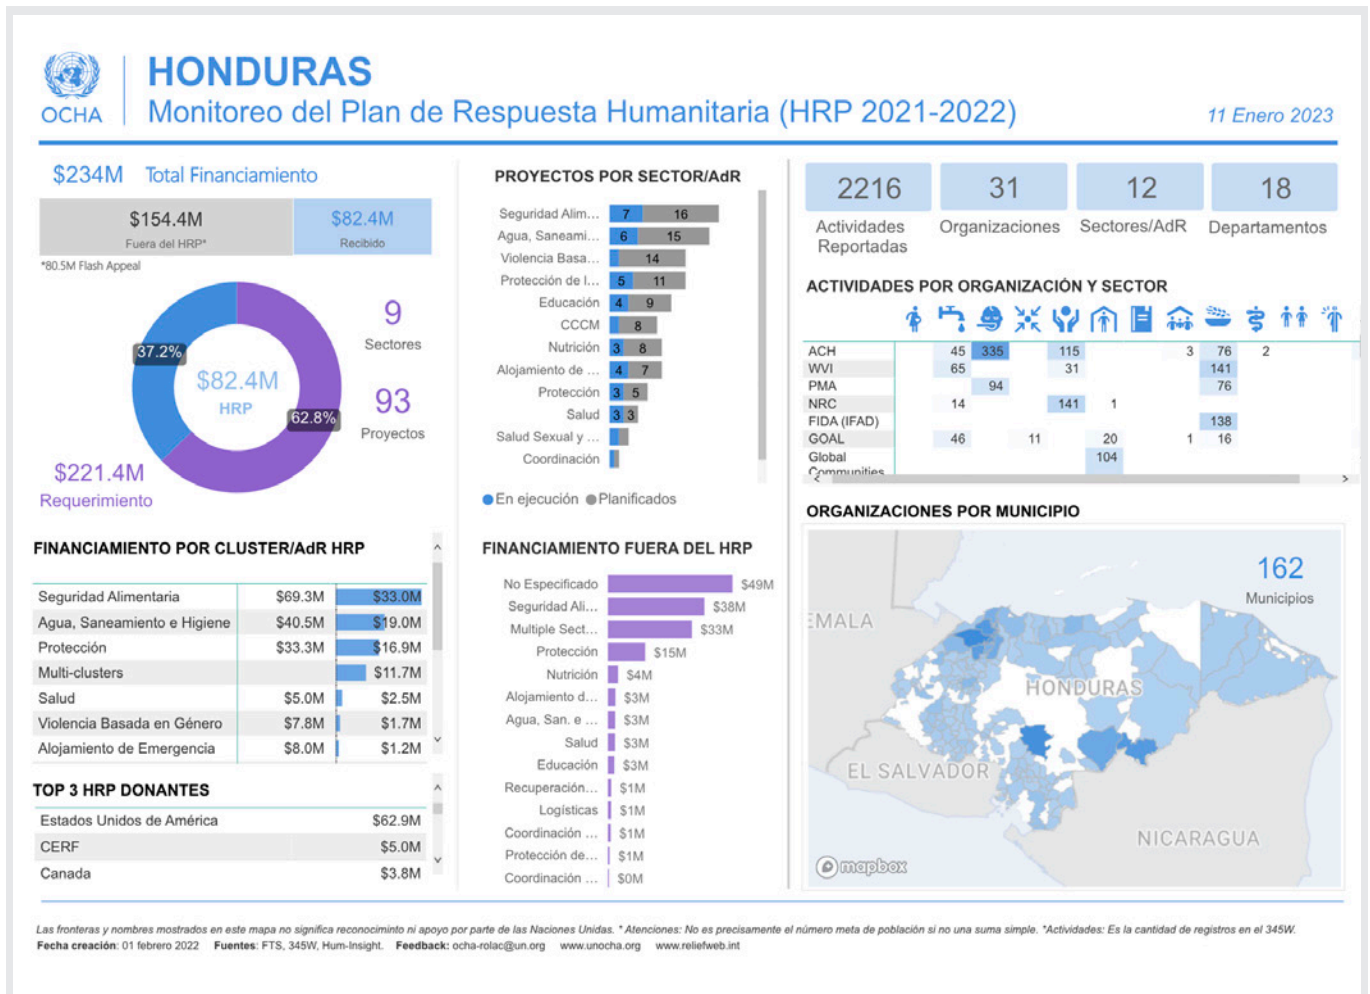 HONDURAS
OCHA
Monitoreo del Plan de Respuesta Humanitaria (HRP 2021-2022)
11 Enero 2023
$234M Total Financiamiento
$154.4M
Fuera del HRP*
$82.4M
Recibido
*80.5M Flash Appeal
37.2%
62.8%
$82.4M
HRP
9
Sectores
93
Proyectos
$221.4M
Requerimiento
FINANCIAMIENTO POR CLUSTER/AdR HRP
Seguridad Alimentaria $69.3M $33.0M
Agua, Saneamiento e Higiene $40.5M $19.0M
Protección $33.3M $16.9M
Multi-clusters $11.7M
Salud $5.0M $2.5M
Violencia Basada en Género $7.8M $1.7M
Alojamiento de Emergencia $8.0M $1.2M
TOP 3 HRP DONANTES
Estados Unidos de América $62.9M
CERF $5.0M
Canada $3.8M
PROYECTOS POR SECTOR/AdR
Seguridad Alim... 7 16
Agua, Saneami... 6 15
Violencia Basa... 14
Protección de l... 5 11
Educación 4 9
CCCM 8
Nutrición 3 8
Alojamiento de ... 4 7
Protección 3 5
Salud 3 3
Salud Sexual y ...
Coordinación
En ejecución Planificados
FINANCIAMIENTO FUERA DEL HRP
No Especificado $49M
Seguridad Ali... $38M
Multiple Sect... $33M
Protección $15M
Nutrición $4M
Alojamiento d... $3M
Agua, San. e ... $3M
Salud $3M
Educación $3M
Recuperación... $1M
Logísticas $1M
Coordinación ... $1M
Protección de... $1M
Coordinación ... $0M
2216
Actividades
Reportadas
31
Organizaciones
12
Sectores/AdR
18
Departamentos
ACTIVIDADES POR ORGANIZACIÓN Y SECTOR
ACH 45 335 115 3 76 2
WVI 65 31 141
PMA 94 76
NRC 14 141 1
FIDA (IFAD) 138
GOAL 46 11 20 1 16
Global 104
Communities
ORGANIZACIONES POR MUNICIPIO
162
Municipios
EMALA
HONDURAS
EL SALVADOR
NICARAGUA
mapbox
Las fronteras y nombres mostrados en este mapa no significa reconocimiento ni apoyo por parte de las Naciones Unidas. * Atenciones: No es precisamente el número meta de población si no una suma simple. *Actividades: Es la cantidad de registros en el 345W.
Fecha creación: 01 febrero 2022 Fuentes: FTS, 345W, Hum-Insight. Feedback: ocha-rolac@un.org www.unocha.org www.reliefweb.int